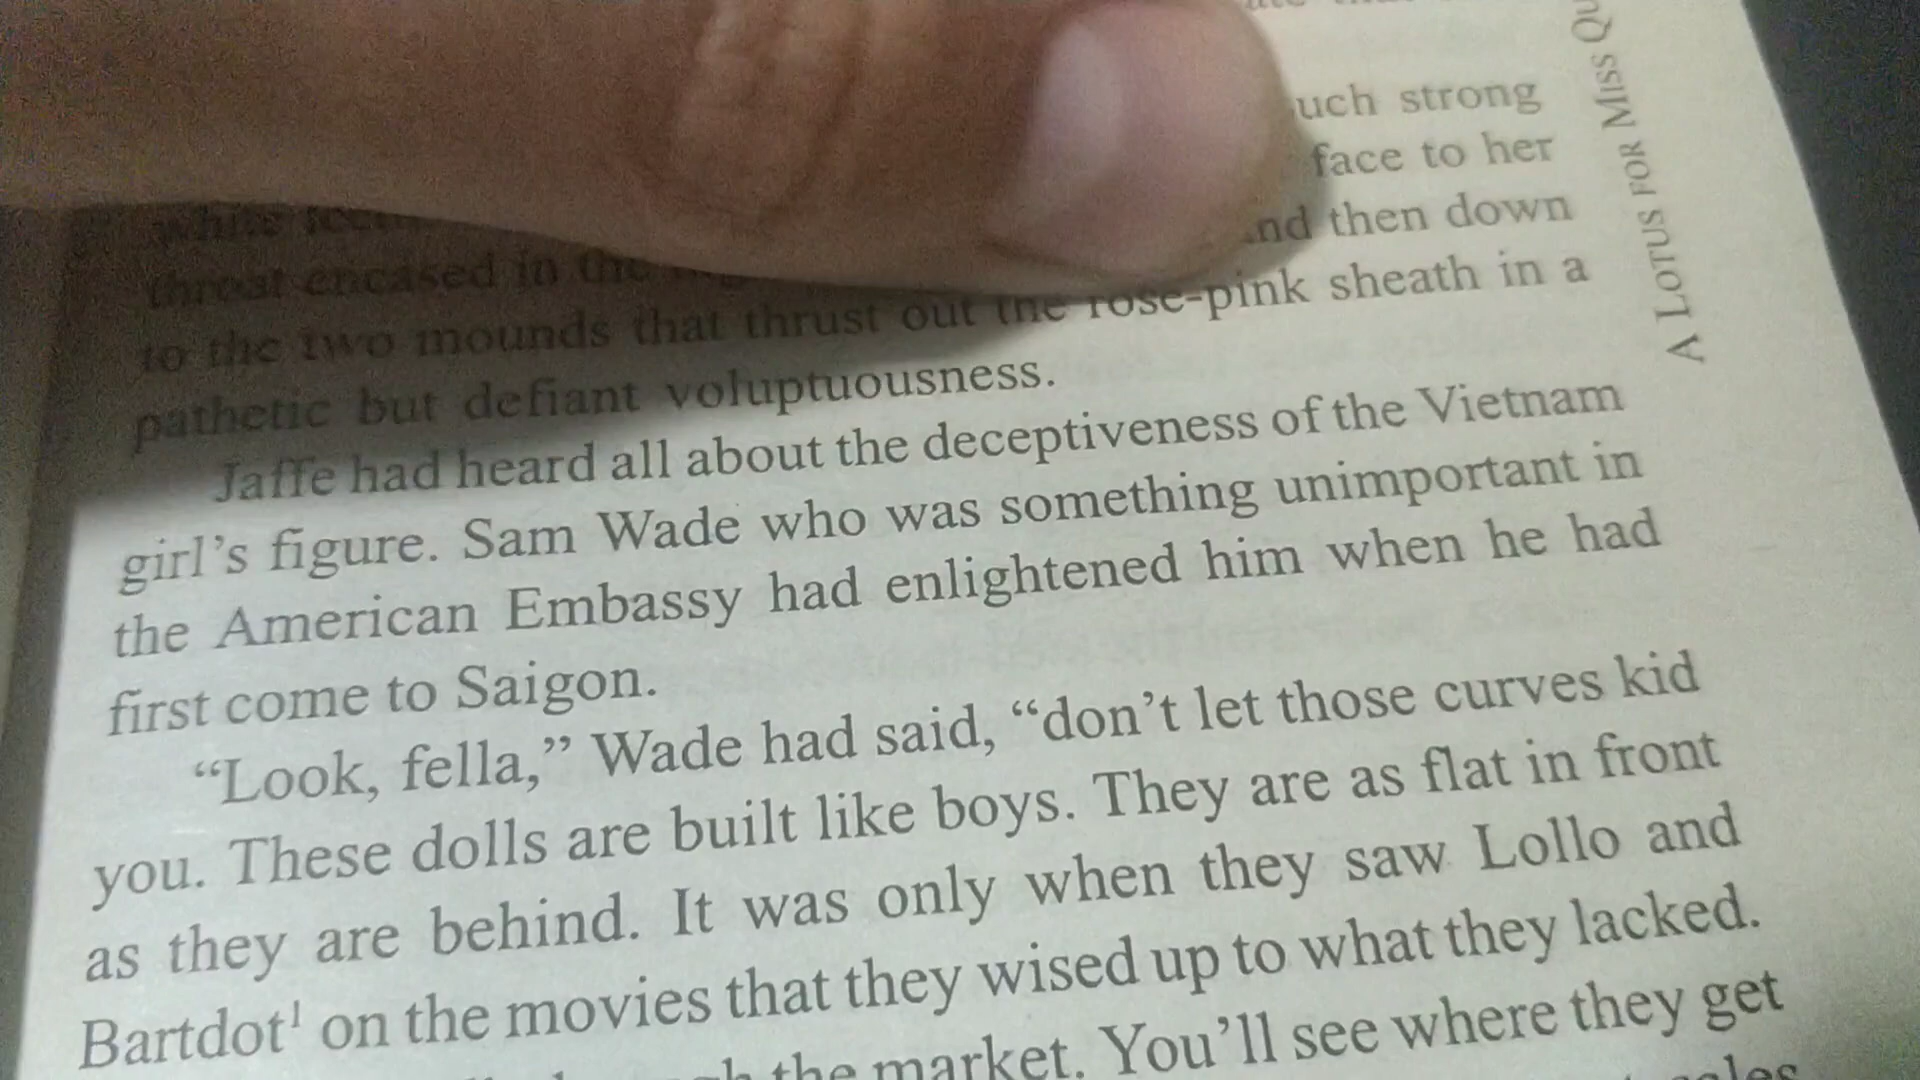 uch strong
face to her
white
nd then down
throat encased in the
rose-pink sheath in a
to the two mounds that thrust out the
pathetic but defiant voluptuousness.
Jaffe had heard all about the deceptiveness of the Vietnam
girl's figure. Sam Wade who was something unimportant in
the American Embassy had enlightened him when he had
first come to Saigon.
“Look, fella,” Wade had said, “don't let those curves kid
you. These dolls are built like boys. They are as flat in front
as they are behind. It was only when they saw Lollo and
Bartdot¹ on the movies that they wised up to what they lacked.
the market. You'll see where they get
A LOTUS FOR MISS QU